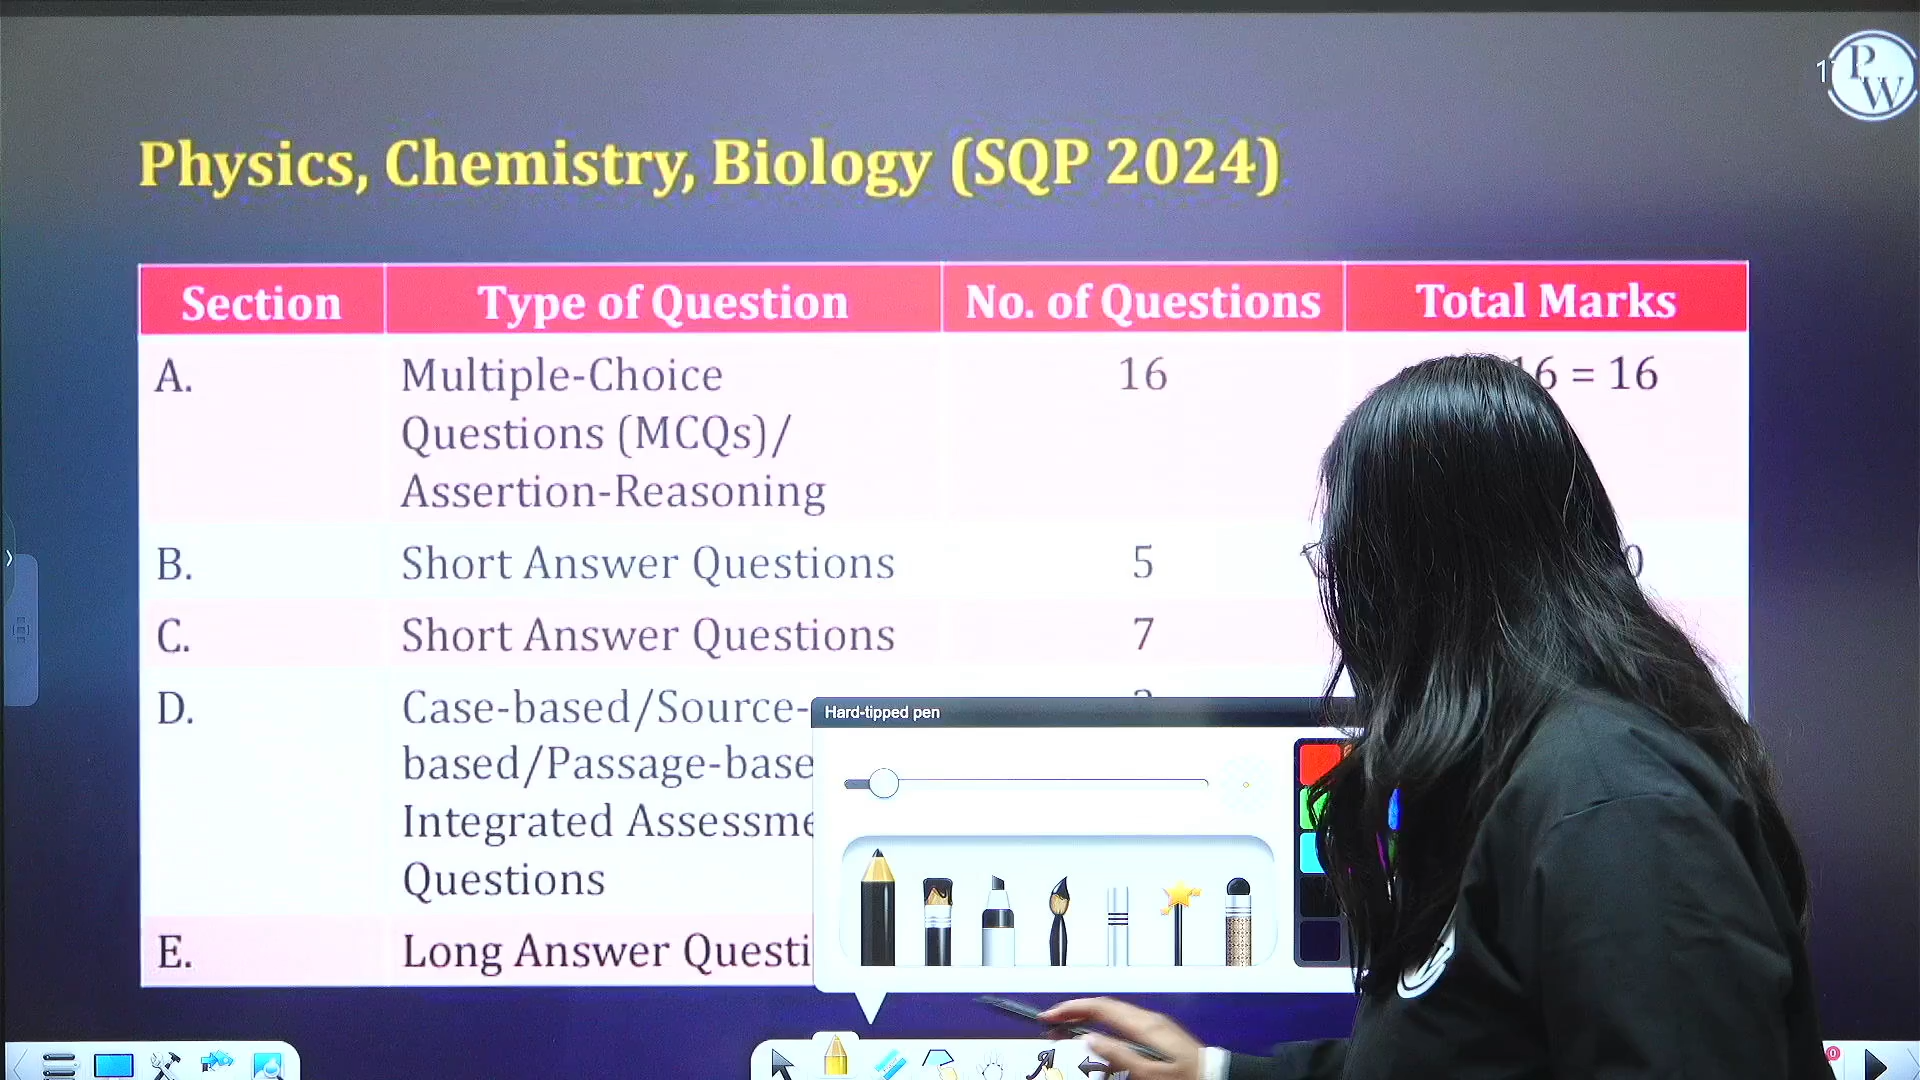 P
W
Physics, Chemistry, Biology (SQP 2024)
Section Type of Question No. of Questions Total Marks
A. Multiple-Choice 16 6 = 16
Questions (MCQs)/
Assertion-Reasoning
B. Short Answer Questions 5 0
C. Short Answer Questions 7
D. Case-based/Source-
based/Passage-base
Integrated Assessme
Questions
E. Long Answer Questi
Hard-tipped pen